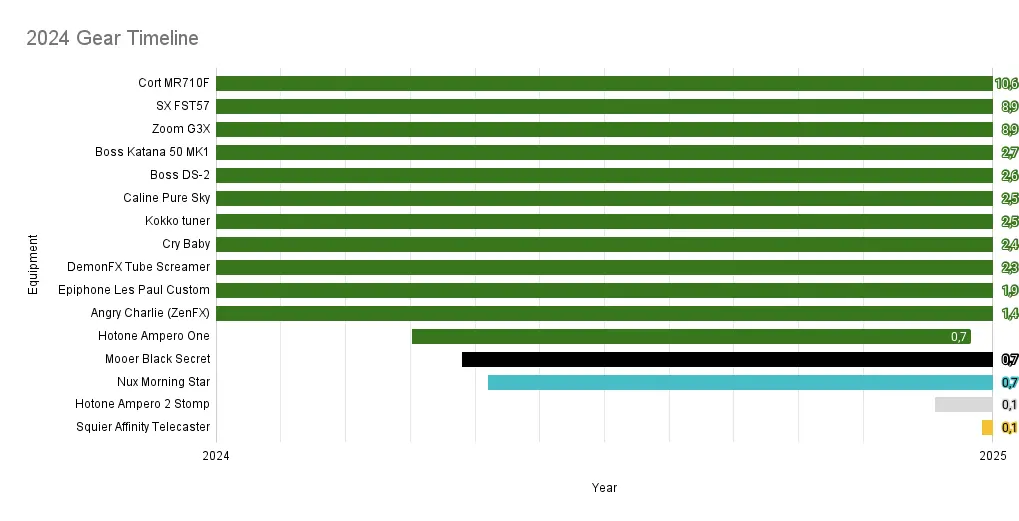 2024 Gear Timeline
Equipment
Cort MR710F 10,6
SX FST57 8,9
Zoom G3X 8,9
Boss Katana 50 MK1 2,7
Boss DS-2 2,6
Caline Pure Sky 2,5
Kokko tuner 2,5
Cry Baby 2,4
DemonFX Tube Screamer 2,3
Epiphone Les Paul Custom 1,9
Angry Charlie (ZenFX) 1,4
Hotone Ampero One 0,7
Mooer Black Secret 0,7
Nux Morning Star 0,7
Hotone Ampero 2 Stomp 0,1
Squier Affinity Telecaster 0,1
2024 2025
Year